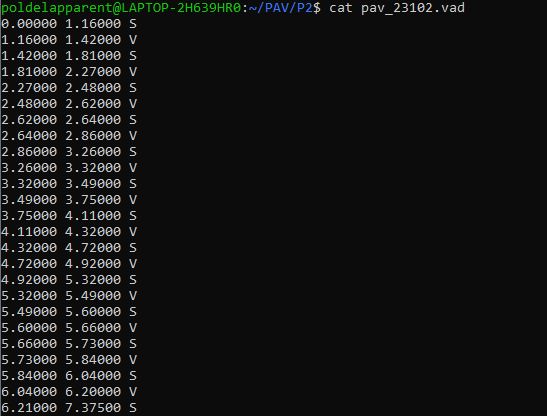 poldelapparent@LAPTOP-2H639HR0:~/PAV/P2$ cat pav_23102.vad
0.00000 1.16000 S
1.16000 1.42000 V
1.42000 1.81000 S
1.81000 2.27000 V
2.27000 2.48000 S
2.48000 2.62000 V
2.62000 2.64000 S
2.64000 2.86000 V
2.86000 3.26000 S
3.26000 3.32000 V
3.32000 3.49000 S
3.49000 3.75000 V
3.75000 4.11000 S
4.11000 4.32000 V
4.32000 4.72000 S
4.72000 4.92000 V
4.92000 5.32000 S
5.32000 5.49000 V
5.49000 5.60000 S
5.60000 5.66000 V
5.66000 5.73000 S
5.73000 5.84000 V
5.84000 6.04000 S
6.04000 6.20000 V
6.21000 7.37500 S